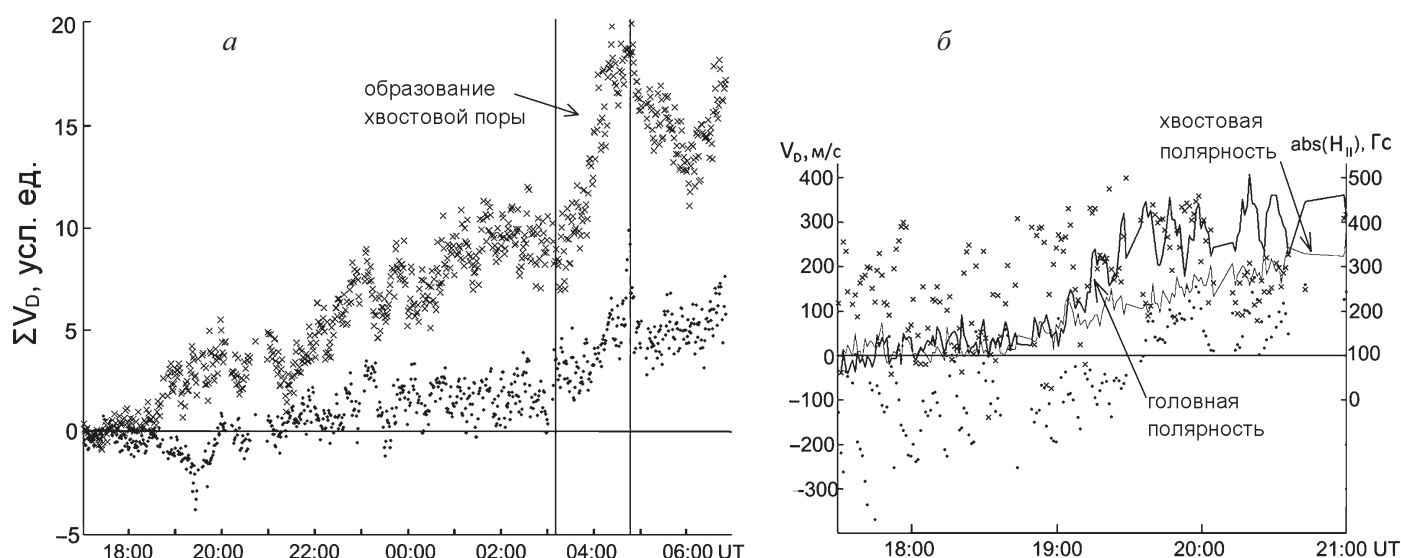 а
20
15
10
5
0
–5
ΣV_D, усл. ед.
образование
хвостовой поры
18:00 20:00 22:00 00:00 02:00 04:00 06:00 UT
б
V_D, м/с
400
300
200
100
0
–100
–200
–300
хвостовая
полярность
abs(H_II), Гс
500
400
300
200
100
0
головная
полярность
18:00 19:00 20:00 21:00 UT